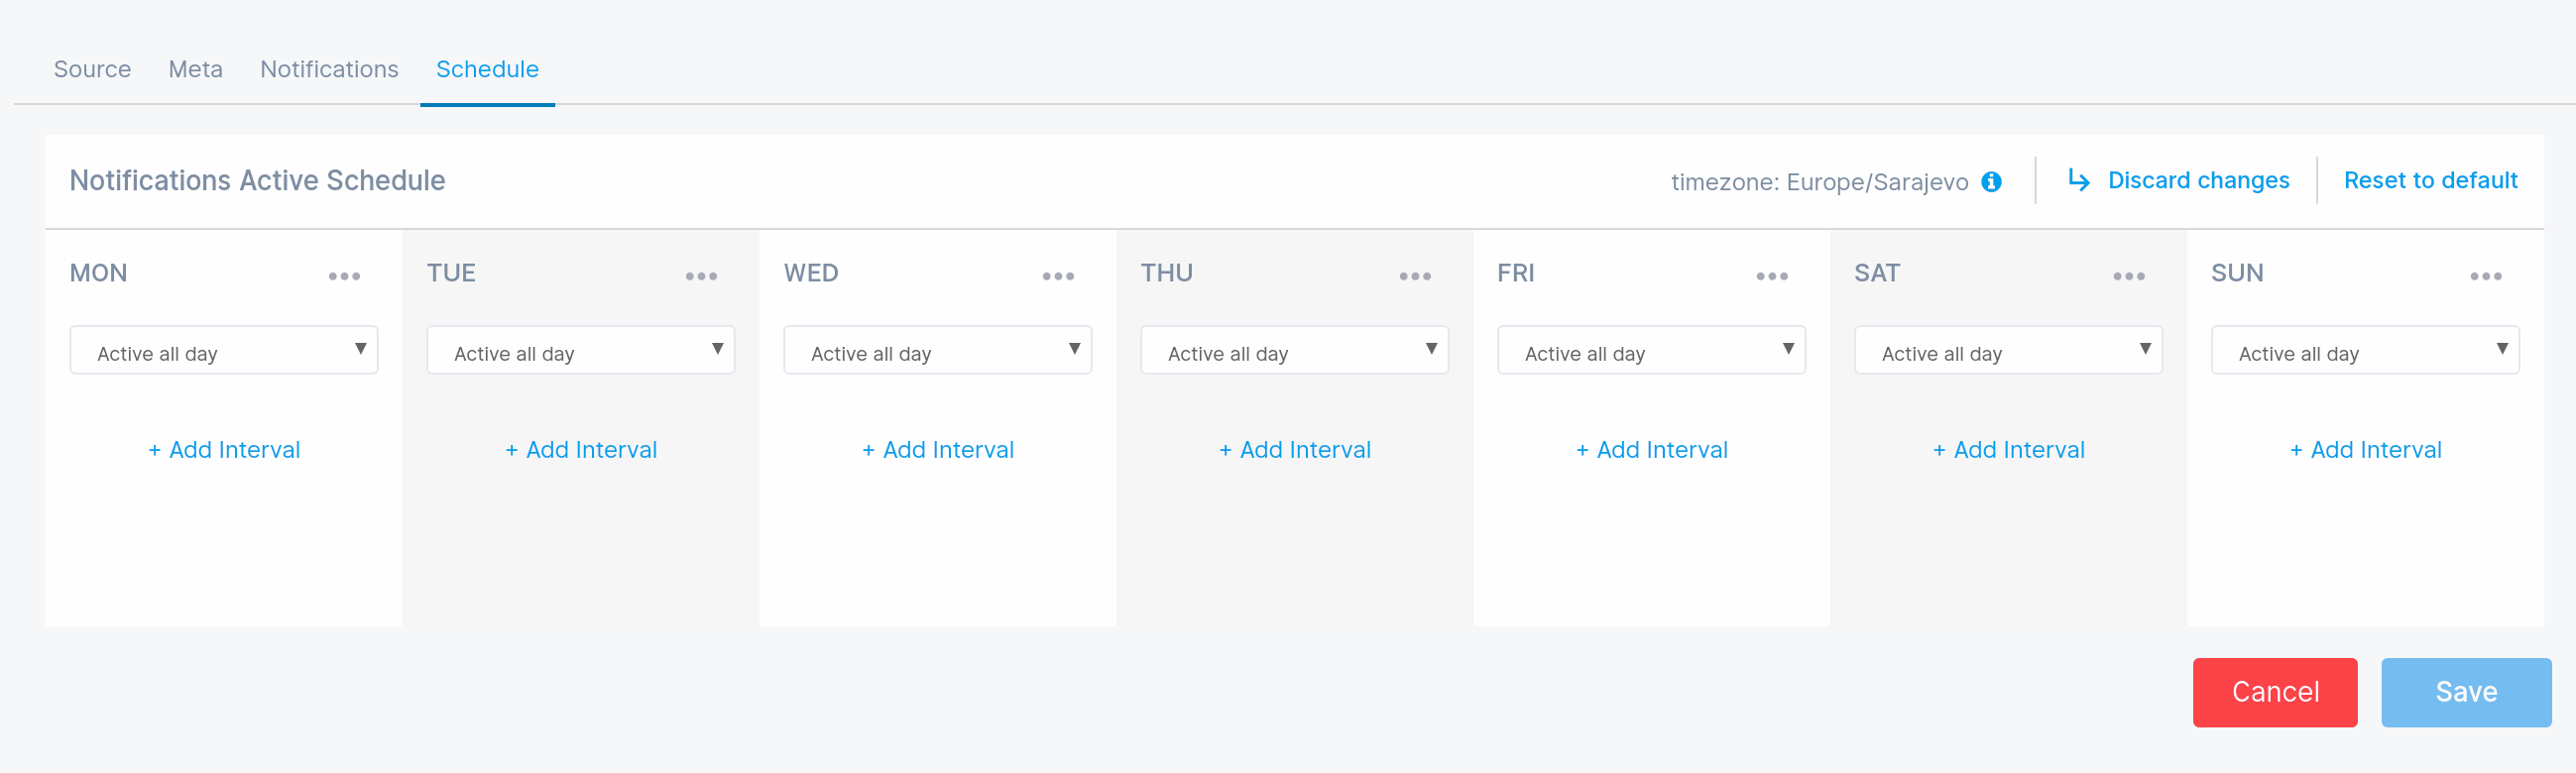 Source Meta Notifications Schedule
Notifications Active Schedule timezone: Europe/Sarajevo Discard changes Reset to default
MON TUE WED THU FRI SAT SUN
Active all day Active all day Active all day Active all day Active all day Active all day Active all day
+ Add Interval + Add Interval + Add Interval + Add Interval + Add Interval + Add Interval + Add Interval
Cancel Save